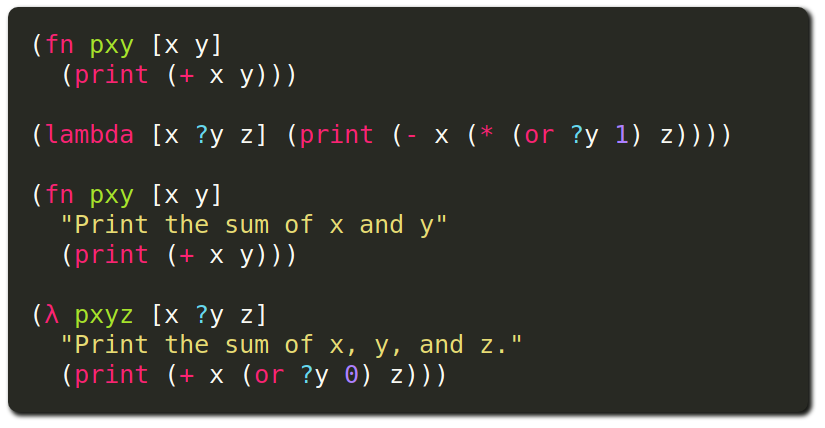 (fn pxy [x y]
  (print (+ x y)))
(lambda [x ?y z] (print (- x (* (or ?y 1) z))))
(fn pxy [x y]
  "Print the sum of x and y"
  (print (+ x y)))
(λ pxyz [x ?y z]
  "Print the sum of x, y, and z."
  (print (+ x (or ?y 0) z)))